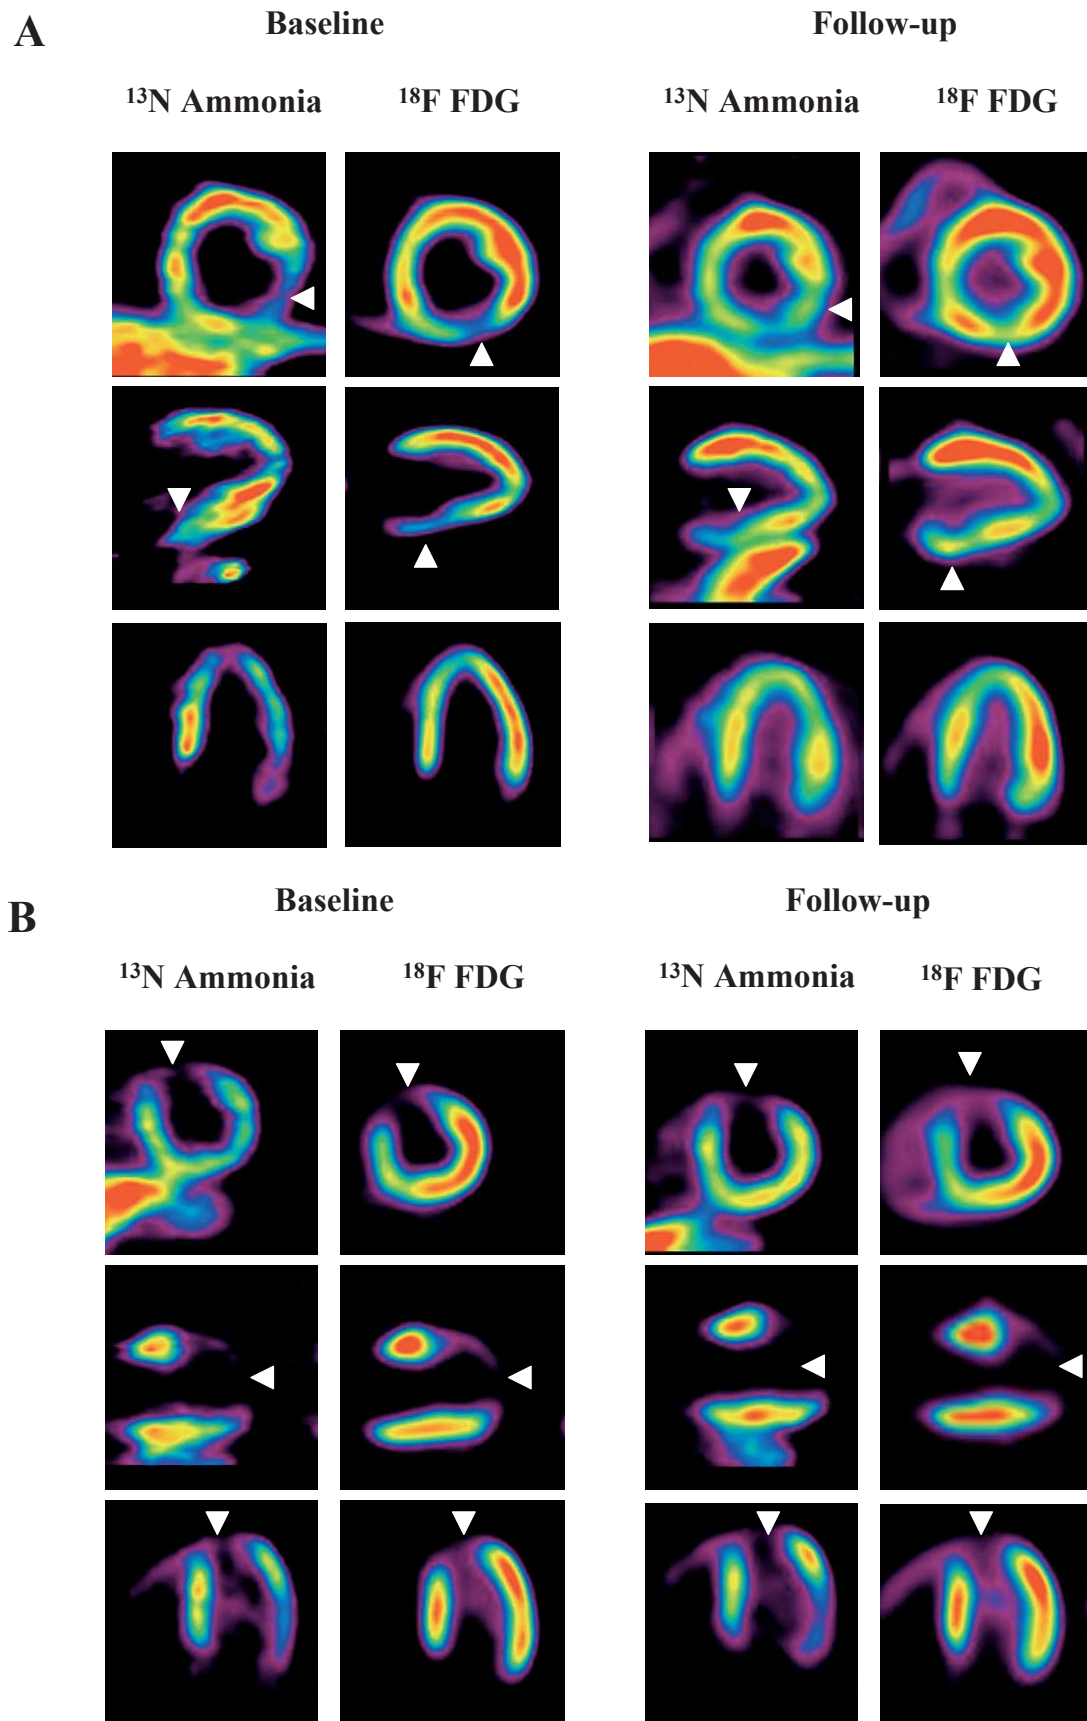 A
Baseline
Follow-up
¹³N Ammonia
¹⁸F FDG
¹³N Ammonia
¹⁸F FDG
B
Baseline
Follow-up
¹³N Ammonia
¹⁸F FDG
¹³N Ammonia
¹⁸F FDG